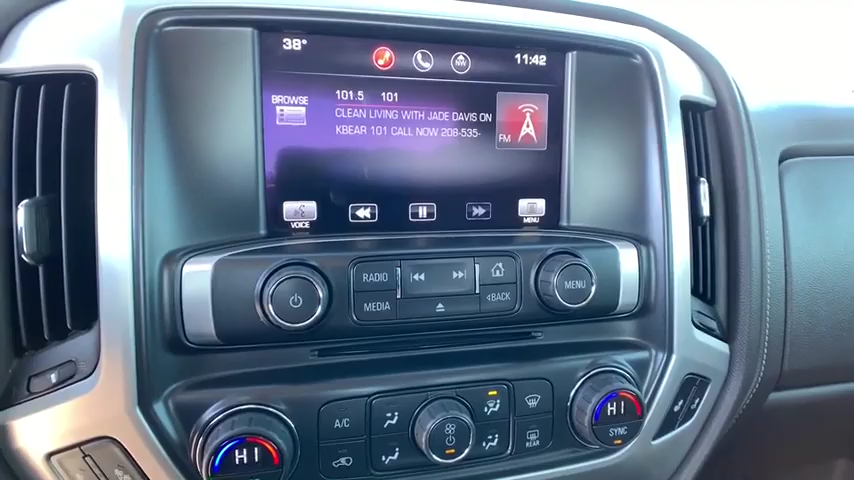 38°
NW
11:42
BROWSE
101.5 101
CLEAN LIVING WITH JADE DAVIS ON
KBEAR 101 CALL NOW 208-535-
FM
VOICE
MENU
RADIO
MEDIA
BACK
MENU
A/C
REAR
HI
HI
SYNC